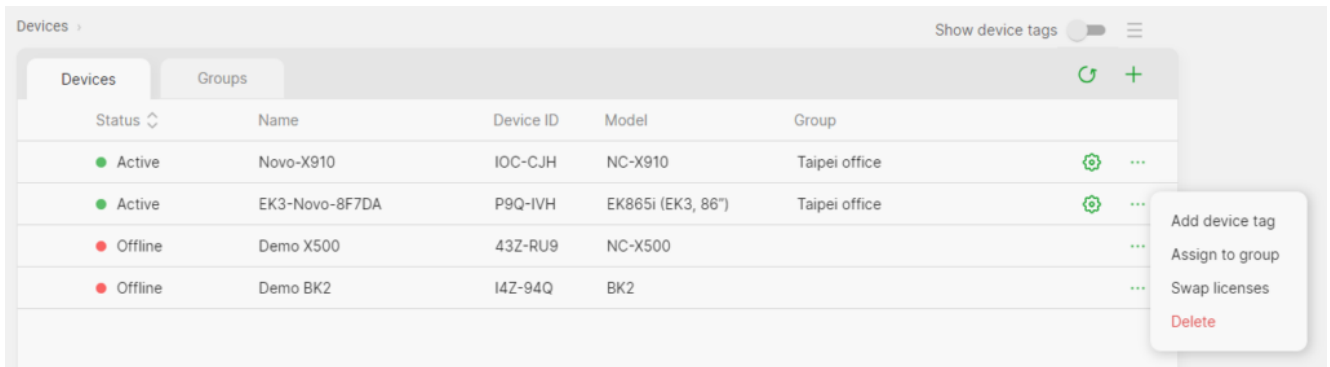 Devices ›
Show device tags
Devices Groups
Status Name Device ID Model Group
Active Novo-X910 IOC-CJH NC-X910 Taipei office
Active EK3-Novo-8F7DA P9Q-IVH EK865i (EK3, 86") Taipei office
Offline Demo X500 43Z-RU9 NC-X500
Offline Demo BK2 I4Z-94Q BK2
Add device tag
Assign to group
Swap licenses
Delete